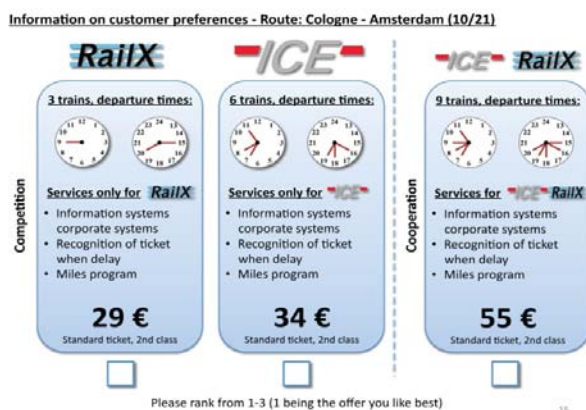 Information on customer preferences - Route: Cologne - Amsterdam (10/21)
RailX
ICE
ICE RailX
Competition
3 trains, departure times:
Services only for RailX
• Information systems
corporate systems
• Recognition of ticket
when delay
• Miles program
29 €
Standard ticket, 2nd class
6 trains, departure times:
Services only for ICE
• Information systems
corporate systems
• Recognition of ticket
when delay
• Miles program
34 €
Standard ticket, 2nd class
Cooperation
9 trains, departure times:
Services for ICE RailX
• Information systems
corporate systems
• Recognition of ticket
when delay
• Miles program
55 €
Standard ticket, 2nd class
Please rank from 1-3 (1 being the offer you like best)